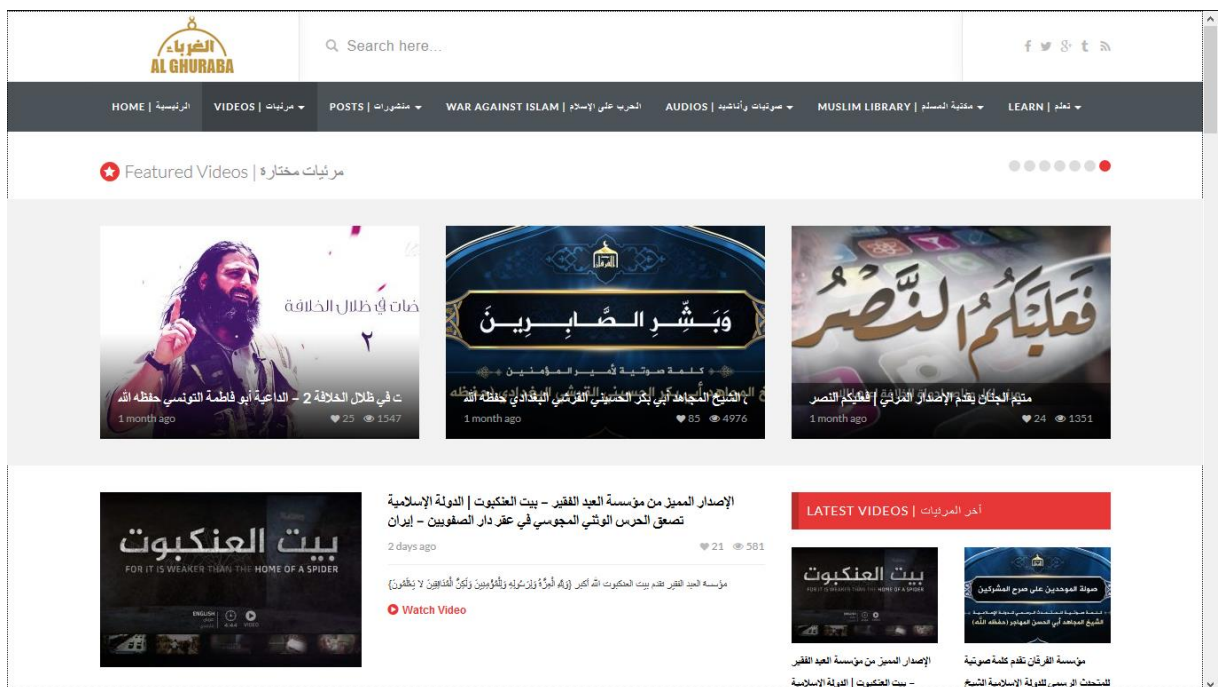 الغرباء
AL GHURABA
Search here...
HOME | الرئيسية
VIDEOS | مرئيات
POSTS | منشورات
WAR AGAINST ISLAM | الحرب على الإسلام
AUDIOS | صوتيات وأناشيد
MUSLIM LIBRARY | مكتبة المسلم
LEARN | تعلم
Featured Videos | مرئيات مختارة
في ظلال الخلافة
٢
ت في ظلال الخلافة 2 – الداعية أبو فاطمة التونسي حفظه الله
1 month ago 25 1547
وَبَشِّرِ الصَّابِرِينَ
كلمة صوتية لأمير المؤمنين
الشيخ المجاهد أبي بكر الحسيني القرشي البغدادي حفظه الله
1 month ago 85 4976
فَعَلَيْكُمُ النَّصْرُ
يقدم الإصدار المرئي | فعليكم النصر
1 month ago 24 1351
بيت العنكبوت
FOR IT IS WEAKER THAN THE HOME OF A SPIDER
ENGLISH
4:44
VIDEO
الإصدار المميز من مؤسسة العبد الفقير – بيت العنكبوت | الدولة الإسلامية
تصعق الحرس الوثني المجوسي في عقر دار الصفويين – إيران
2 days ago 21 581
مؤسسة العبد الفقير تقدم بيت العنكبوت الله أكبر {وَلِلَّهِ الْعِزَّةُ وَلِرَسُولِهِ وَلِلْمُؤْمِنِينَ وَلَكِنَّ الْمُنَافِقِينَ لَا يَعْلَمُونَ}
Watch Video
LATEST VIDEOS | آخر المرئيات
بيت العنكبوت
FOR IT IS WEAKER THAN THE HOME OF A SPIDER
الإصدار المميز من مؤسسة العبد الفقير
– بيت العنكبوت | الدولة الإسلامية
صولة الموحدين على صرح المشركين
الشيخ المجاهد أبي الحسن المهاجر (حفظه الله)
مؤسسة الفرقان تقدم كلمة صوتية
للمتحدث الرسمي للدولة الإسلامية الشيخ